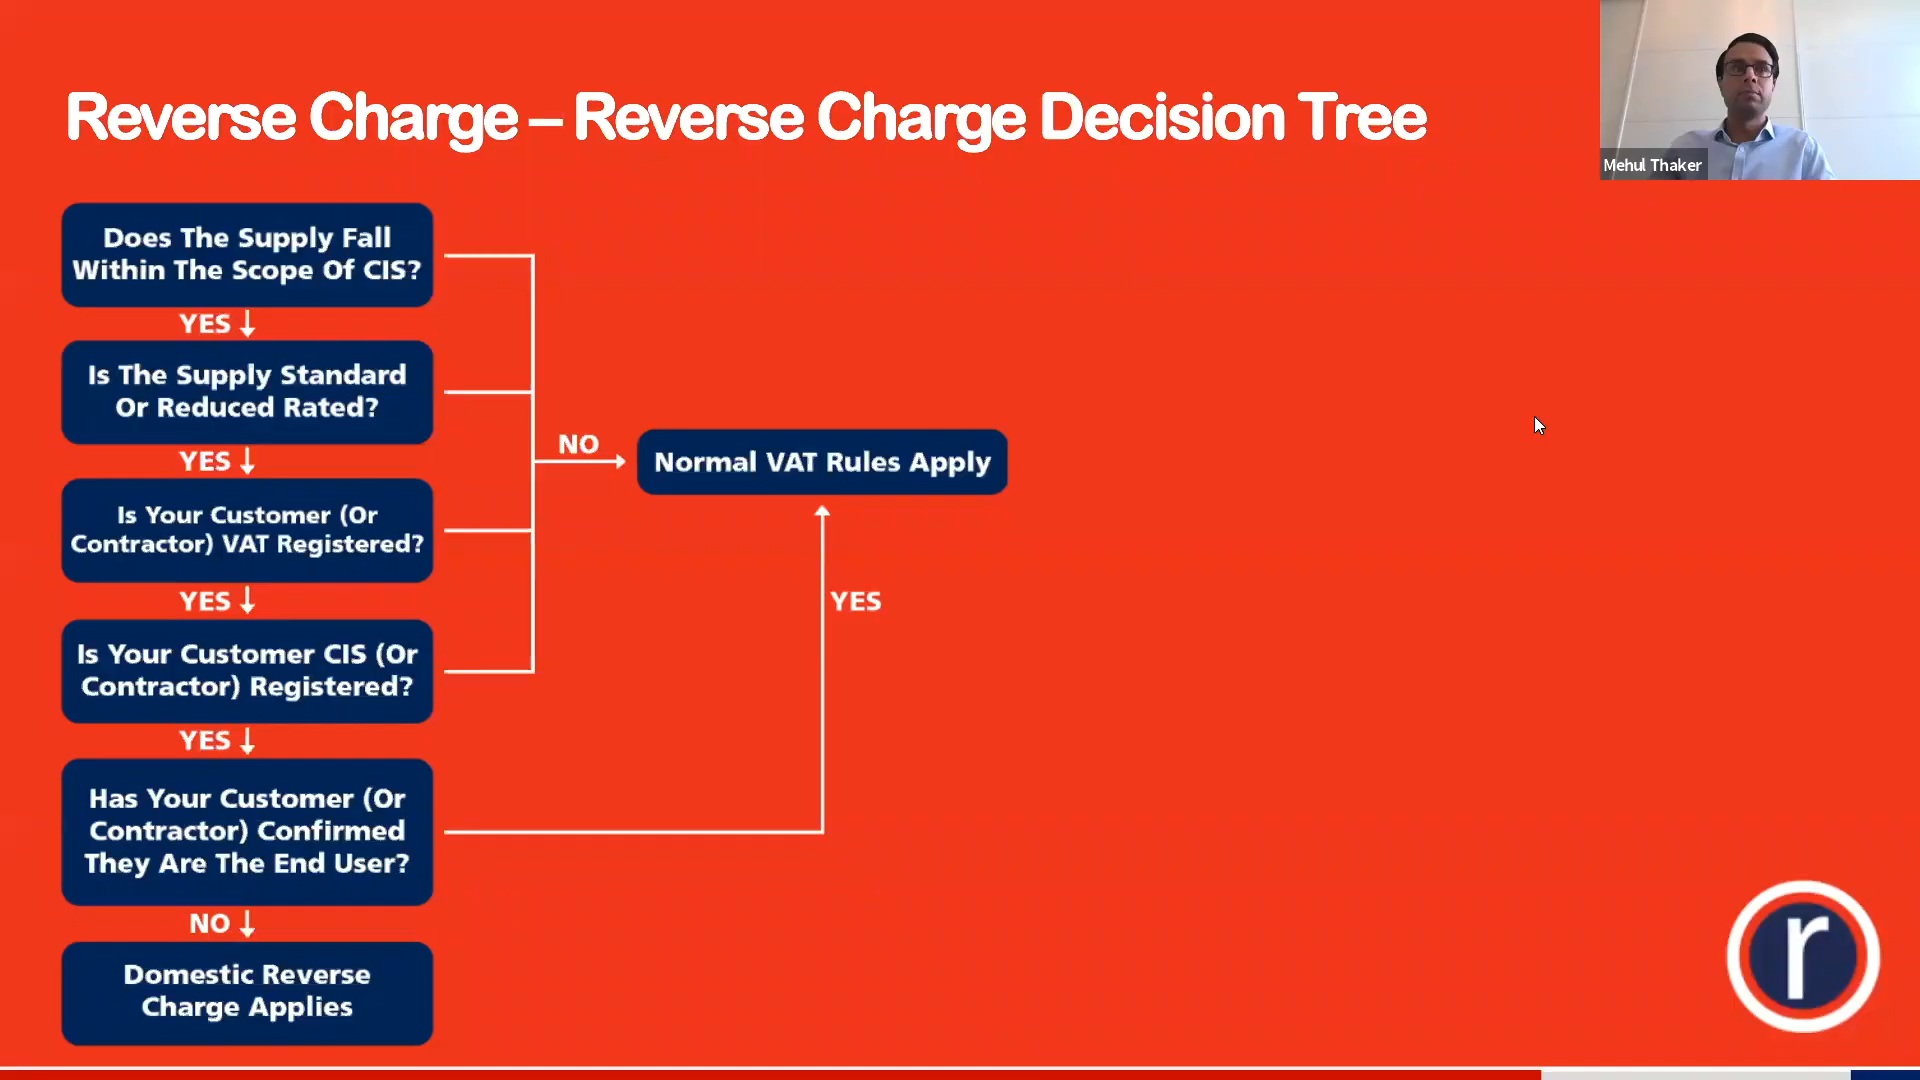 Reverse Charge – Reverse Charge Decision Tree
Mehul Thaker
Does The Supply Fall
Within The Scope Of CIS?
YES
Is The Supply Standard
Or Reduced Rated?
YES
Is Your Customer (Or
Contractor) VAT Registered?
YES
Is Your Customer CIS (Or
Contractor) Registered?
YES
Has Your Customer (Or
Contractor) Confirmed
They Are The End User?
NO
Domestic Reverse
Charge Applies
NO
Normal VAT Rules Apply
YES
r